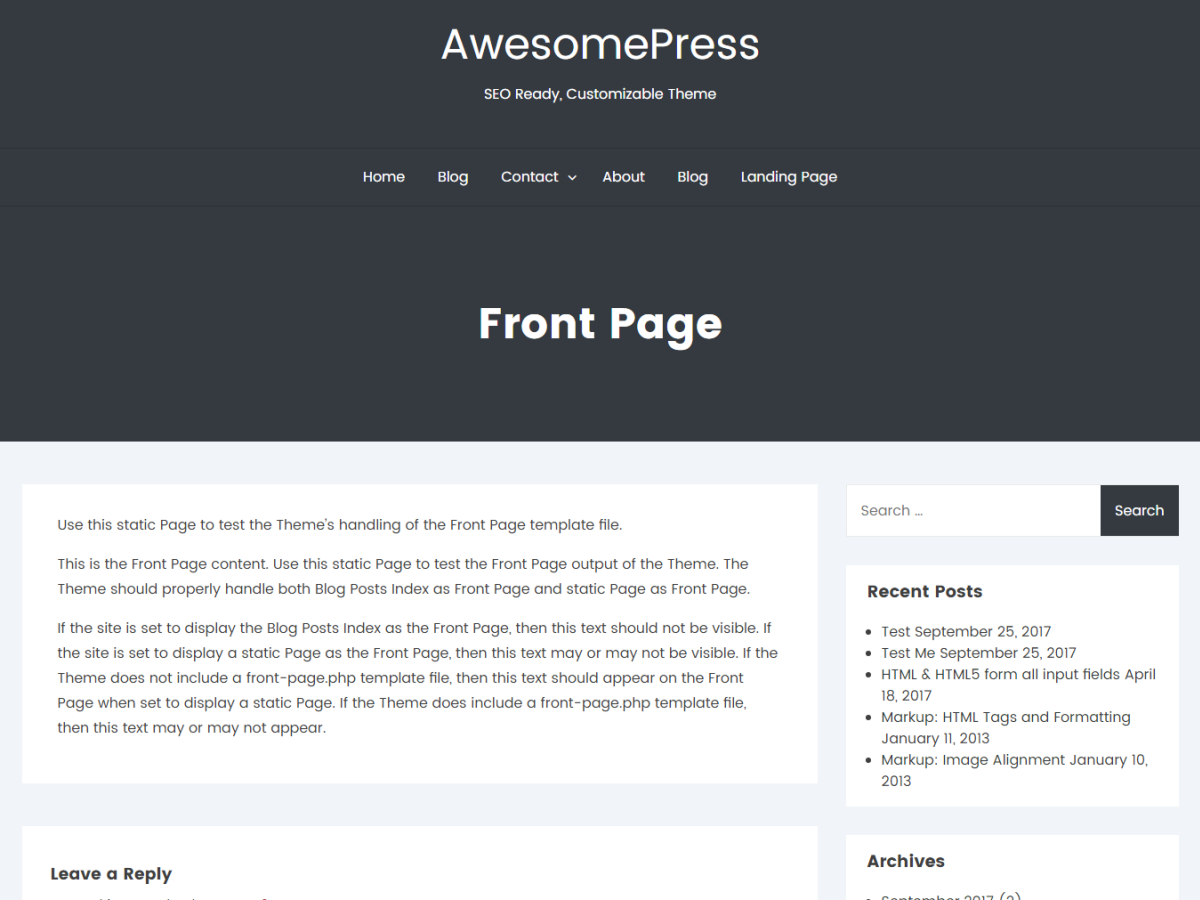 AwesomePress
SEO Ready, Customizable Theme
Home Blog Contact About Blog Landing Page
Front Page
Use this static Page to test the Theme's handling of the Front Page template file.
This is the Front Page content. Use this static Page to test the Front Page output of the Theme. The
Theme should properly handle both Blog Posts Index as Front Page and static Page as Front Page.
If the site is set to display the Blog Posts Index as the Front Page, then this text should not be visible. If
the site is set to display a static Page as the Front Page, then this text may or may not be visible. If the
Theme does not include a front-page.php template file, then this text should appear on the Front
Page when set to display a static Page. If the Theme does include a front-page.php template file,
then this text may or may not appear.
Leave a Reply
Search …
Search
Recent Posts
Test September 25, 2017
Test Me September 25, 2017
HTML & HTML5 form all input fields April
18, 2017
Markup: HTML Tags and Formatting
January 11, 2013
Markup: Image Alignment January 10,
2013
Archives
September 2017 (2)